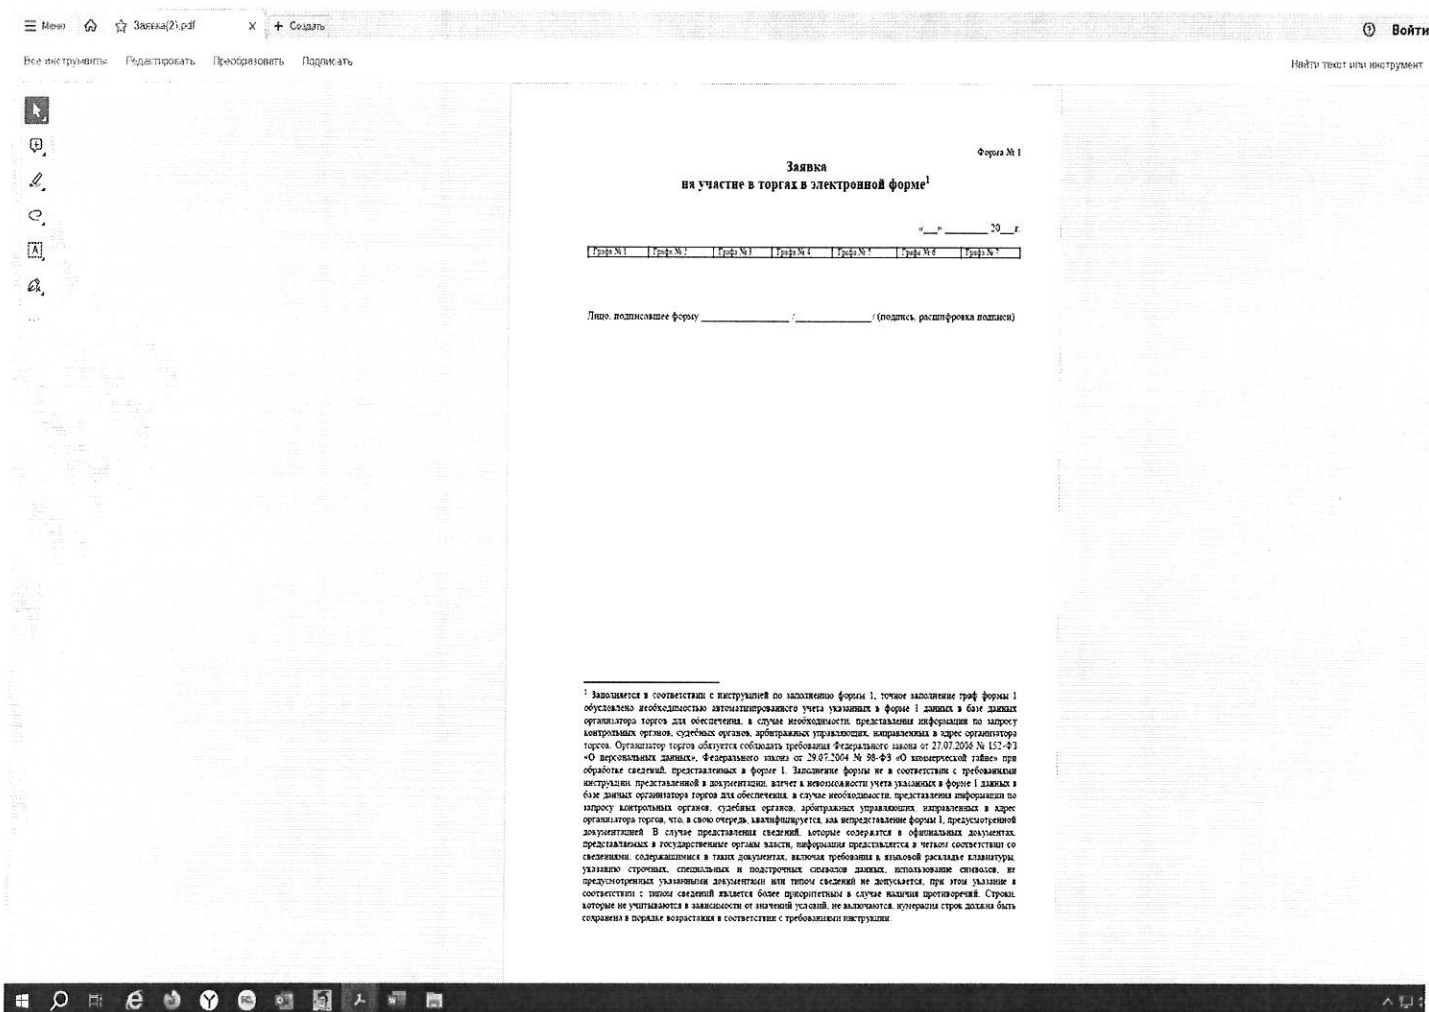 Меню Заявка(2).pdf X + Создать
Войти
Все инструменты Редактировать Преобразовать Подписать
Найти текст или инструмент
Форма № 1
Заявка
на участие в торгах в электронной форме1
«___» _________ 20___г.
Графа № 1 Графа № 2 Графа № 3 Графа № 4 Графа № 5 Графа № 6 Графа № 7
Лицо, подписавшее форму ________________ /______________/ (подпись, расшифровка подписи)
1 Заполняется в соответствии с инструкцией по заполнению формы 1, точное заполнение граф формы 1
обусловлено необходимостью автоматизированного учета указанных в форме 1 данных в базе данных
организатора торгов для обеспечения, в случае необходимости, представления информации по запросу
контрольных органов, судебных органов, арбитражных управляющих, направленных в адрес организатора
торгов. Организатор торгов обязуется соблюдать требования Федерального закона от 27.07.2006 № 152-ФЗ
«О персональных данных», Федерального закона от 29.07.2004 № 98-ФЗ «О коммерческой тайне» при
обработке сведений, представленных в форме 1. Заполнение формы не в соответствии с требованиями
инструкции, представленной в документации, влечет к невозможности учета указанных в форме 1 данных в
базе данных организатора торгов для обеспечения, в случае необходимости, представления информации по
запросу контрольных органов, судебных органов, арбитражных управляющих, направленных в адрес
организатора торгов, что, в свою очередь, квалифицируется, как непредставление формы 1, предусмотренной
документацией. В случае представления сведений, которые содержатся в официальных документах,
представляемых в государственные органы власти, информация представляется в четком соответствии со
сведениями, содержащимися в таких документах, включая требования к языковой раскладке клавиатуры,
указанию строчных, специальных и подстрочных символов данных, использование символов, не
предусмотренных указанными документами или типом сведений не допускается, при этом указание в
соответствии с типом сведений является более приоритетным в случае наличия противоречий. Строки,
которые не учитываются в зависимости от значений условий, не включаются, нумерация строк должна быть
сохранена в порядке возрастания в соответствии с требованиями инструкции.